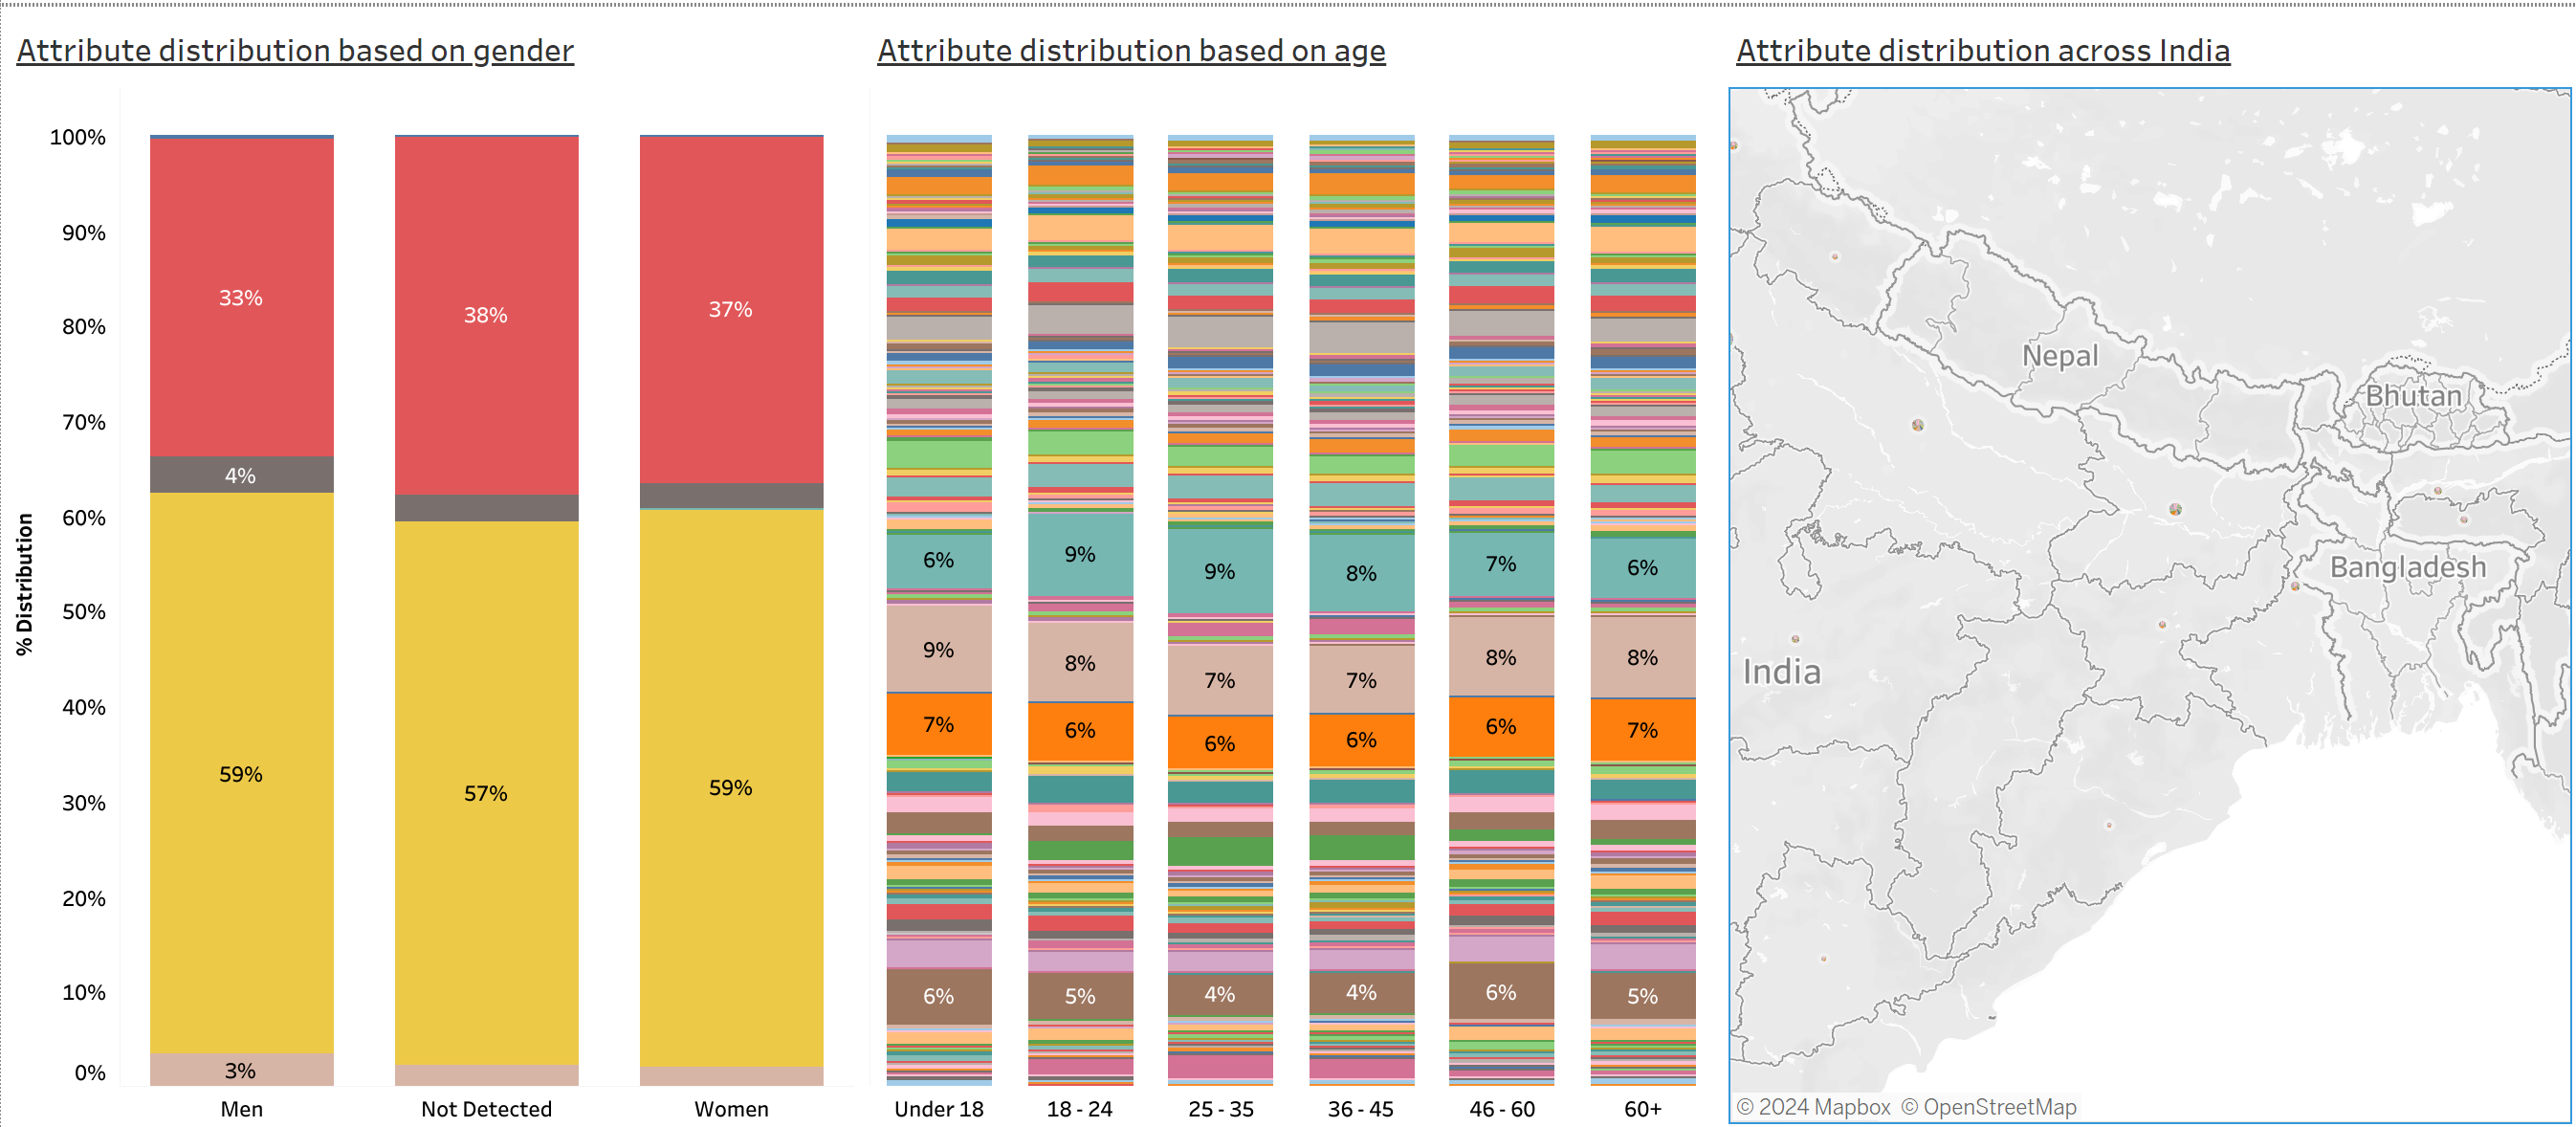 Attribute distribution based on gender
% Distribution
100%
90%
80%
70%
60%
50%
40%
30%
20%
10%
0%
33%
4%
59%
3%
38%
57%
37%
59%
Men
Not Detected
Women
Attribute distribution based on age
6%
9%
7%
6%
9%
8%
6%
5%
9%
7%
6%
4%
8%
7%
6%
4%
7%
8%
6%
6%
6%
8%
7%
5%
Under 18
18 - 24
25 - 35
36 - 45
46 - 60
60+
Attribute distribution across India
Nepal
Bhutan
Bangladesh
India
© 2024 Mapbox © OpenStreetMap